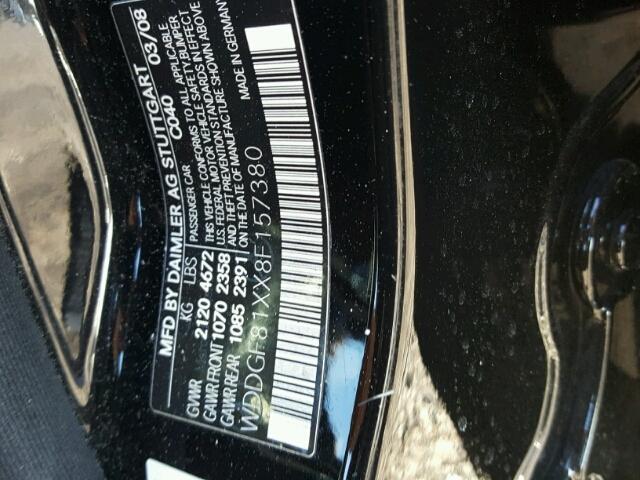 MFD BY DAIMLER AG STUTTGART 03/08
C040
KG LBS
GVWR 2120 4672
GAWR FRONT 1070 2358
GAWR REAR 1085 2391
PASSENGER CAR
THIS VEHICLE CONFORMS TO ALL APPLICABLE
U.S. FEDERAL MOTOR VEHICLE SAFETY BUMPER
AND THEFT PREVENTION STANDARDS IN EFFECT
ON THE DATE OF MANUFACTURE SHOWN ABOVE
MADE IN GERMANY
WDDGF81XX8F157380